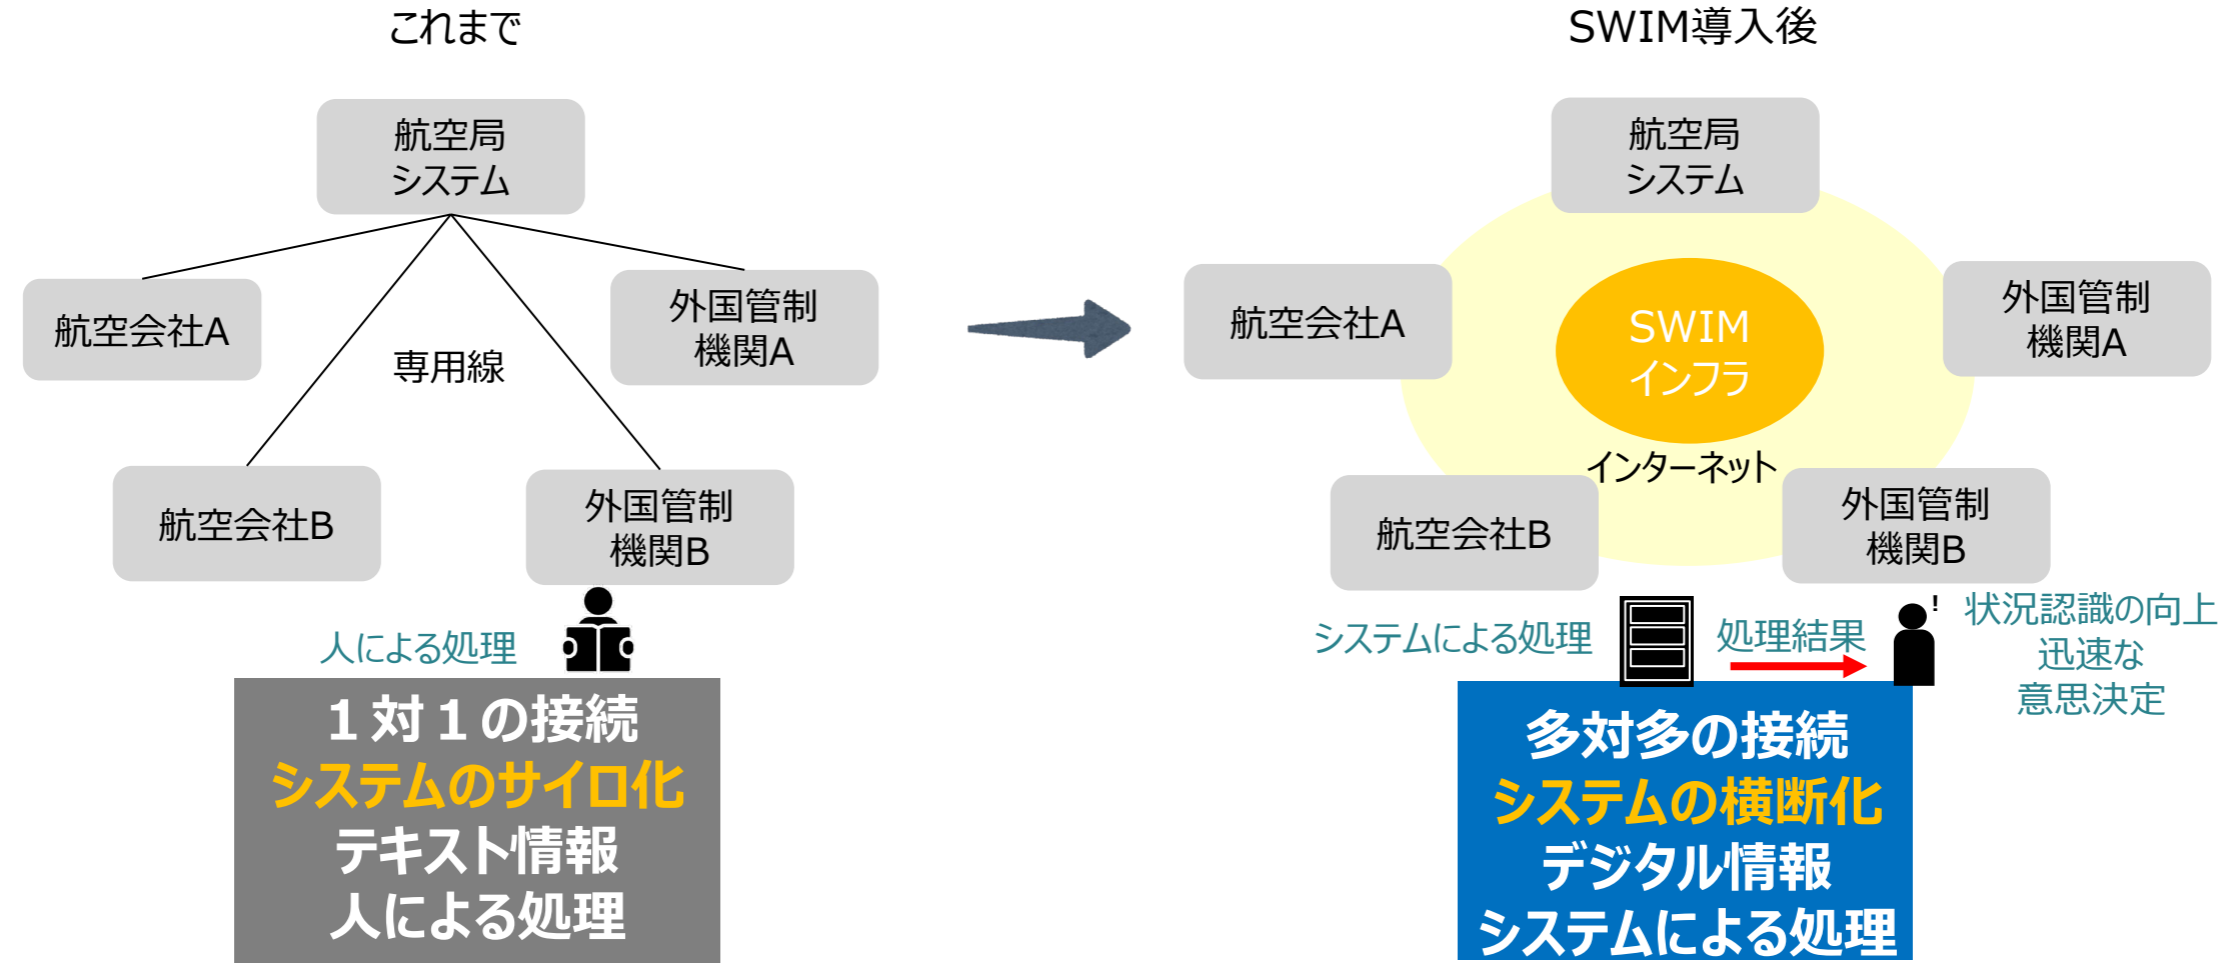 これまで
航空局
システム
航空会社A
外国管制
機関A
専用線
航空会社B
外国管制
機関B
人による処理
１対１の接続
システムのサイロ化
テキスト情報
人による処理
SWIM導入後
航空局
システム
航空会社A
SWIM
インフラ
外国管制
機関A
インターネット
航空会社B
外国管制
機関B
システムによる処理
処理結果
!
状況認識の向上
迅速な
意思決定
多対多の接続
システムの横断化
デジタル情報
システムによる処理